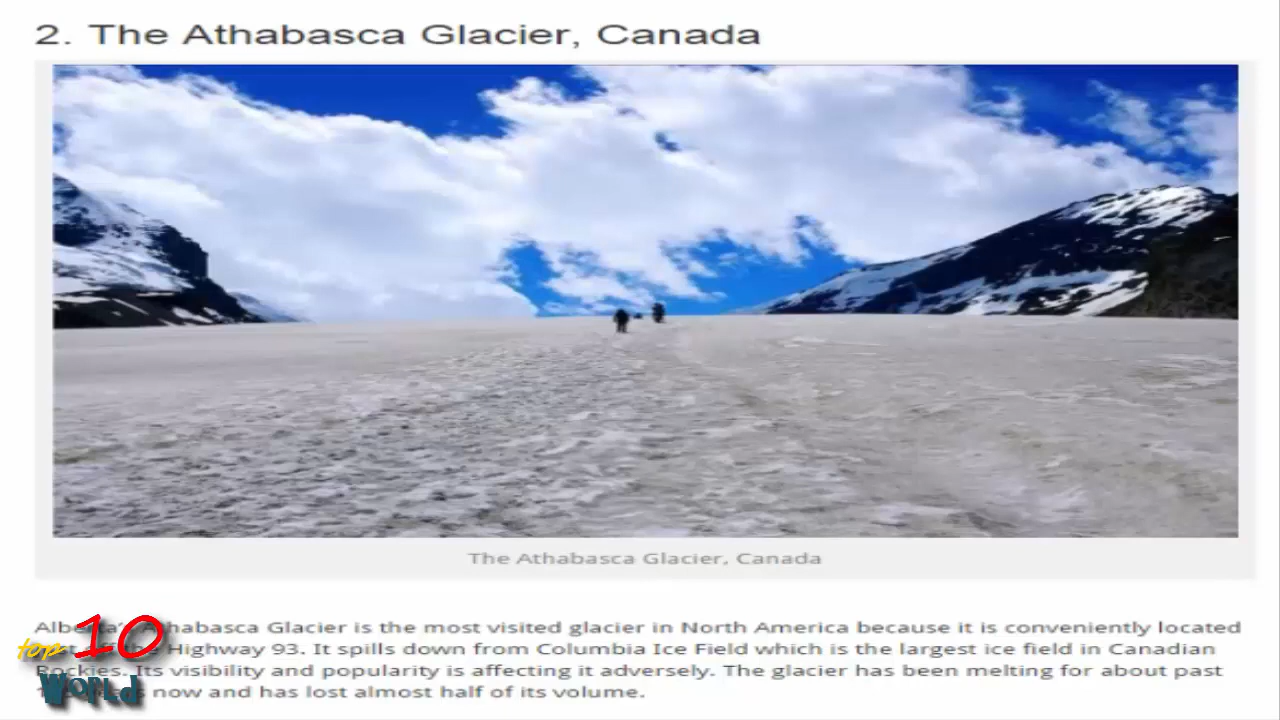 2. The Athabasca Glacier, Canada
The Athabasca Glacier, Canada
Alberta's Athabasca Glacier is the most visited glacier in North America because it is conveniently located
Highway 93. It spills down from Columbia Ice Field which is the largest ice field in Canadian
Rockies. Its visibility and popularity is affecting it adversely. The glacier has been melting for about past
now and has lost almost half of its volume.
top 10
World